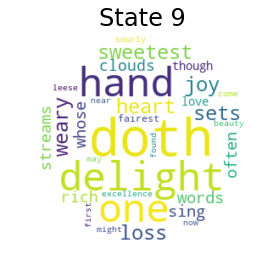 State 9
sourly
sweetest
clouds though
hand joy come
leese near love sets
weary whose heart beauty
fairest
streams doth often
found
may delight
rich excellence words
first one sing now
might loss